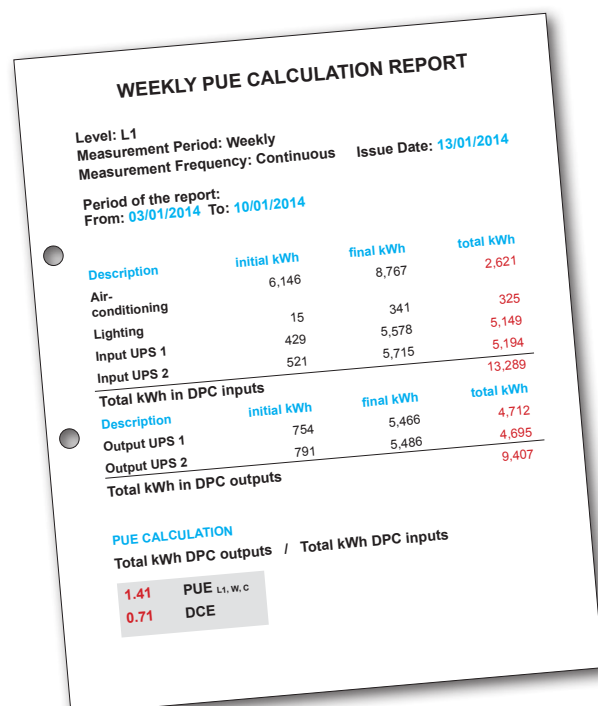 WEEKLY PUE CALCULATION REPORT
Level: L1
Measurement Period: Weekly
Measurement Frequency: Continuous Issue Date: 13/01/2014
Period of the report:
From: 03/01/2014 To: 10/01/2014
Description initial kWh final kWh total kWh
Air-
conditioning 6,146 8,767 2,621
Lighting 15 341 325
Input UPS 1 429 5,578 5,149
Input UPS 2 521 5,715 5,194
Total kWh in DPC inputs 13,289
Description initial kWh final kWh total kWh
Output UPS 1 754 5,466 4,712
Output UPS 2 791 5,486 4,695
Total kWh in DPC outputs 9,407
PUE CALCULATION
Total kWh DPC outputs / Total kWh DPC inputs
1.41 PUE L1, W, C
0.71 DCE